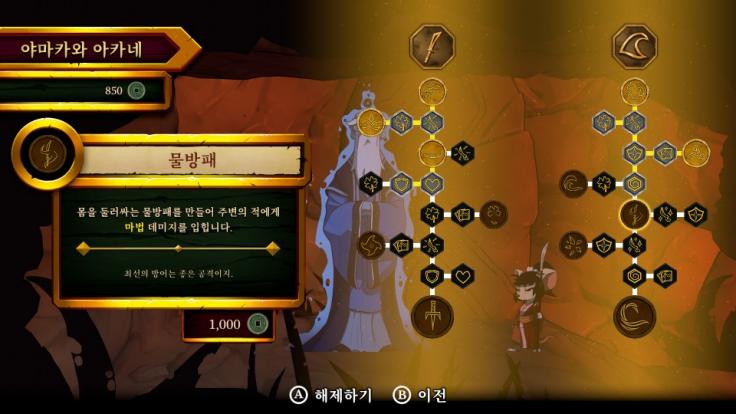 야마카와 아카네
850
물방패
몸을 둘러싸는 물방패를 만들어 주변의 적에게
마법 데미지를 입힙니다.
최선의 방어는 좋은 공격이지.
1,000
A 해제하기 B 이전